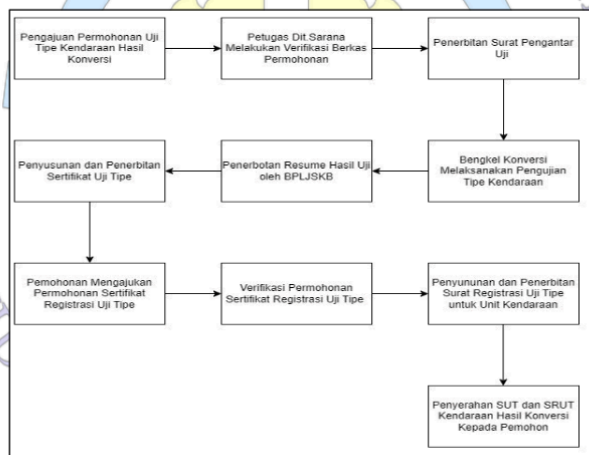 Pengajuan Permohonan Uji
Tipe Kendaraan Hasil
Konversi
Petugas Dit.Sarana
Melakukan Verifikasi Berkas
Permohonan
Penerbitan Surat Pengantar
Uji
Bengkel Konversi
Melaksanakan Pengujian
Tipe Kendaraan
Penerbotan Resume Hasil Uji
oleh BPLJSKB
Penyusunan dan Penerbitan
Sertifikat Uji Tipe
Pemohonan Mengajukan
Permohonan Sertifikat
Registrasi Uji Tipe
Verifikasi Permohonan
Sertifikat Registrasi Uji Tipe
Penyununan dan Penerbitan
Surat Registrasi Uji Tipe
untuk Unit Kendaraan
Penyerahan SUT dan SRUT
Kendaraan Hasil Konversi
Kepada Pemohon